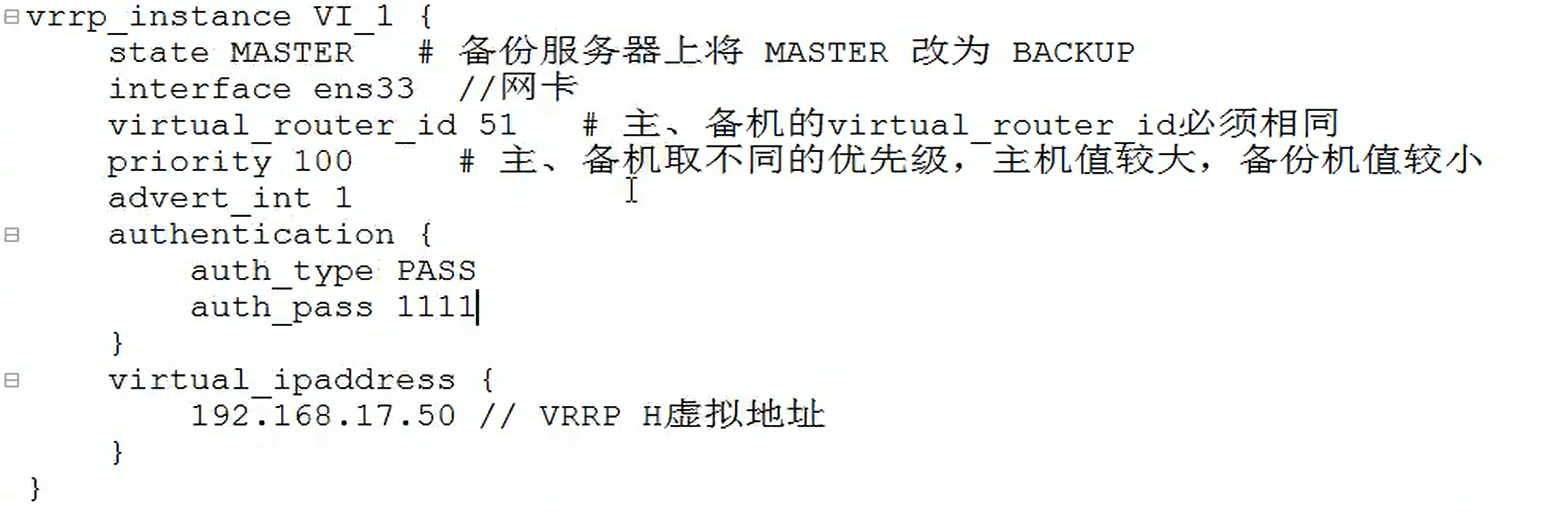 vrrp_instance VI_1 {
    state MASTER   # 备份服务器上将 MASTER 改为 BACKUP
    interface ens33  //网卡
    virtual_router_id 51   # 主、备机的virtual_router_id必须相同
    priority 100     # 主、备机取不同的优先级，主机值较大，备份机值较小
    advert_int 1
    authentication {
        auth_type PASS
        auth_pass 1111
    }
    virtual_ipaddress {
        192.168.17.50 // VRRP H虚拟地址
    }
}